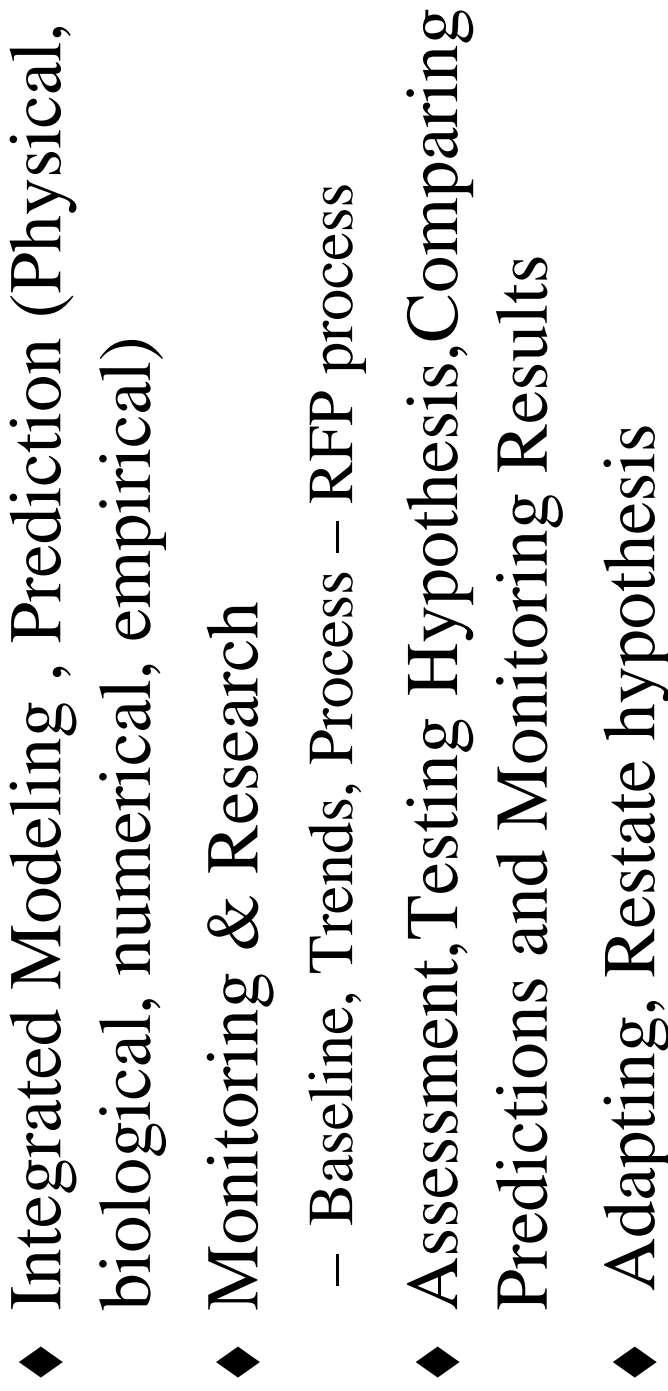 ♦ Integrated Modeling , Prediction (Physical,
biological, numerical, empirical)
♦ Monitoring & Research
– Baseline, Trends, Process – RFP process
♦ Assessment,Testing Hypothesis,Comparing
Predictions and Monitoring Results
♦ Adapting, Restate hypothesis